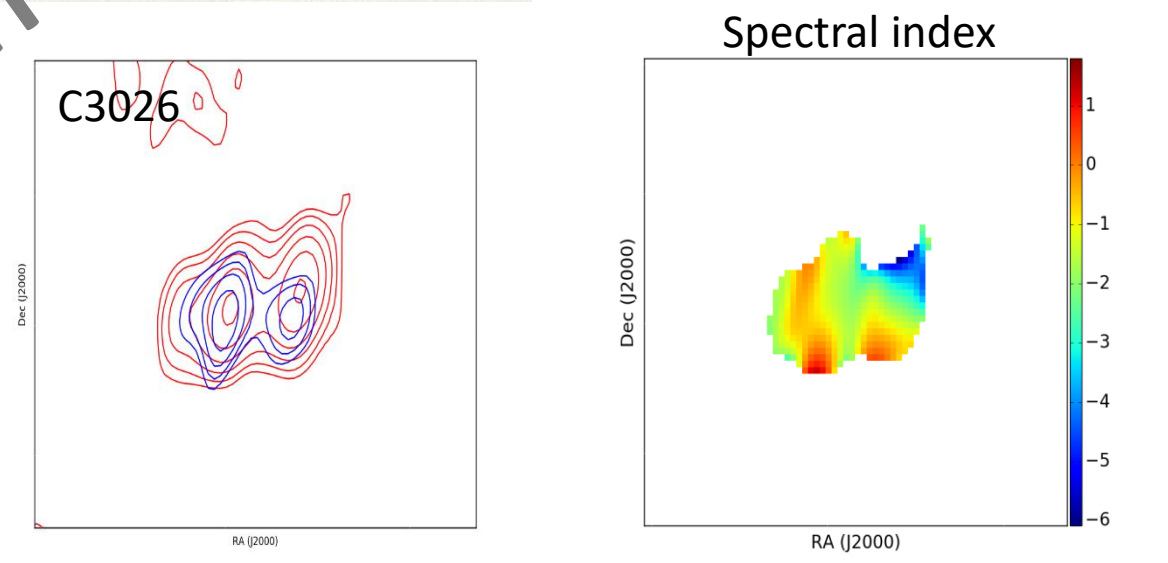 Spectral index
C3026
Dec (J2000)
RA (J2000)
Dec (J2000)
RA (J2000)
1
0
−1
−2
−3
−4
−5
−6